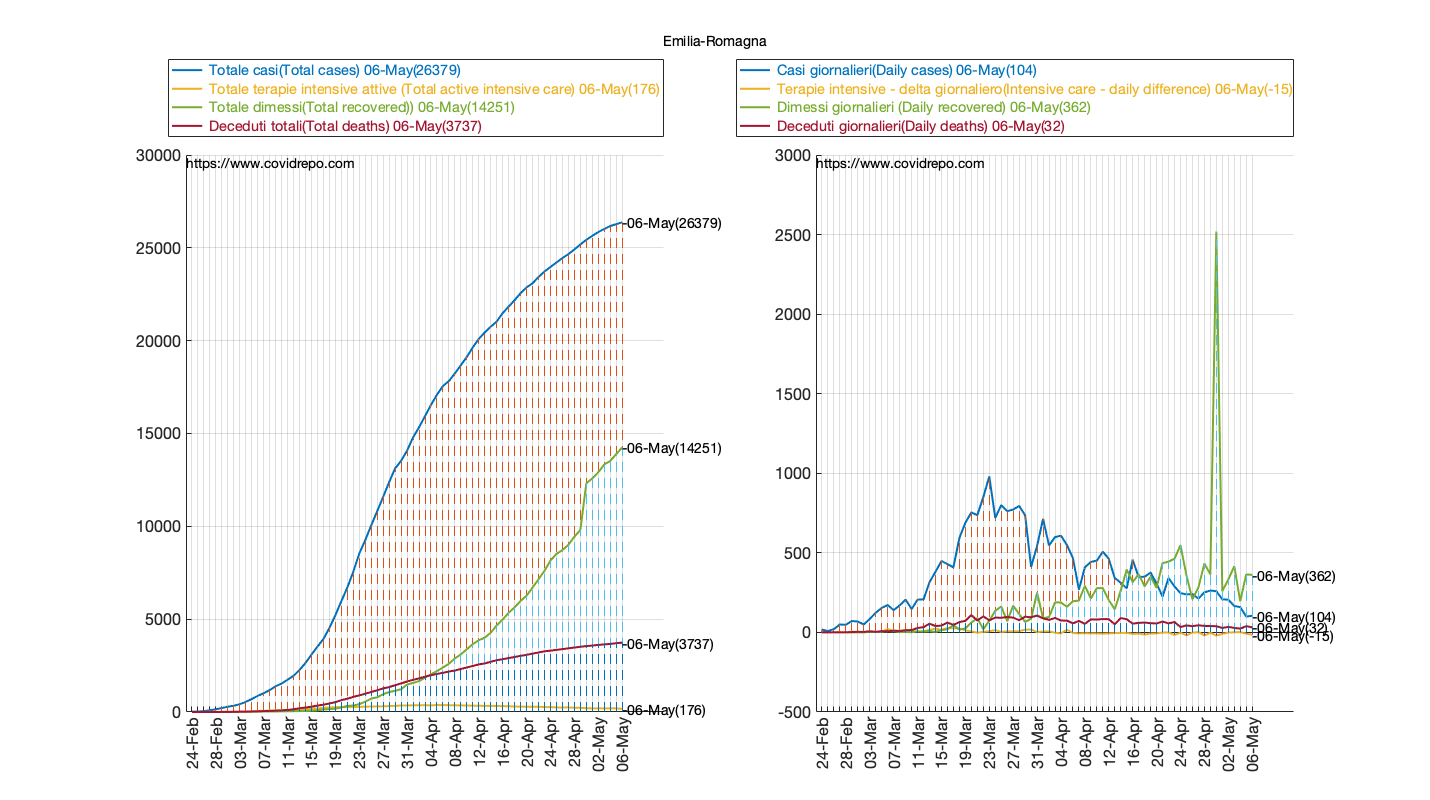 Emilia-Romagna
Totale casi(Total cases) 06-May(26379)
Totale terapie intensive attive (Total active intensive care) 06-May(176)
Totale dimessi(Total recovered)) 06-May(14251)
Deceduti totali(Total deaths) 06-May(3737)
30000
https://www.covidrepo.com
25000
20000
15000
10000
5000
0
06-May(26379)
06-May(14251)
06-May(3737)
06-May(176)
24-Feb
28-Feb
03-Mar
07-Mar
11-Mar
15-Mar
19-Mar
23-Mar
27-Mar
31-Mar
04-Apr
08-Apr
12-Apr
16-Apr
20-Apr
24-Apr
28-Apr
02-May
06-May
Casi giornalieri(Daily cases) 06-May(104)
Terapie intensive - delta giornaliero(Intensive care - daily difference) 06-May(-15)
Dimessi giornalieri (Daily recovered) 06-May(362)
Deceduti giornalieri(Daily deaths) 06-May(32)
3000
https://www.covidrepo.com
2500
2000
1500
1000
500
0
-500
06-May(362)
06-May(104)
06-May(32)
06-May(-15)
24-Feb
28-Feb
03-Mar
07-Mar
11-Mar
15-Mar
19-Mar
23-Mar
27-Mar
31-Mar
04-Apr
08-Apr
12-Apr
16-Apr
20-Apr
24-Apr
28-Apr
02-May
06-May